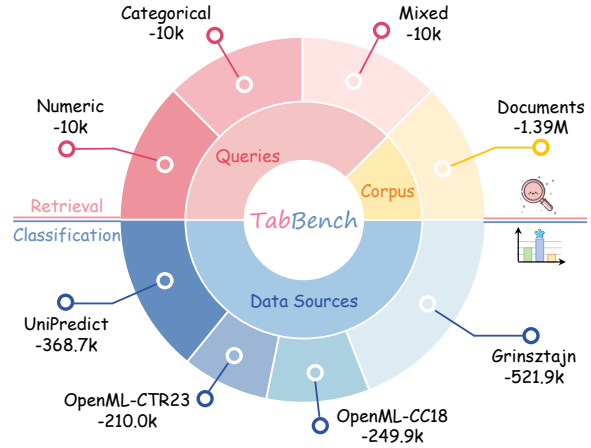 Categorical
-10k
Mixed
-10k
Numeric
-10k
Documents
-1.39M
Queries
Corpus
Retrieval
TabBench
Classification
Data Sources
UniPredict
-368.7k
Grinsztajn
-521.9k
OpenML-CTR23
-210.0k
OpenML-CC18
-249.9k